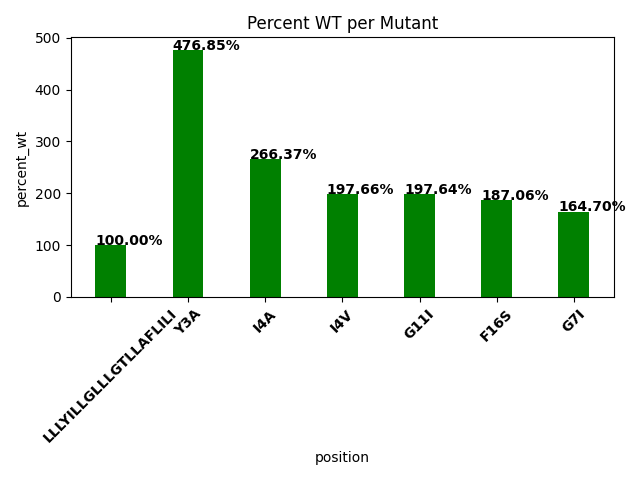 Percent WT per Mutant
percent_wt
500
400
300
200
100
0
100.00%
476.85%
266.37%
197.66%
197.64%
187.06%
164.70%
LLLYILLGLLLGTLLAFLILI
Y3A
I4A
I4V
G11I
F16S
G7I
position